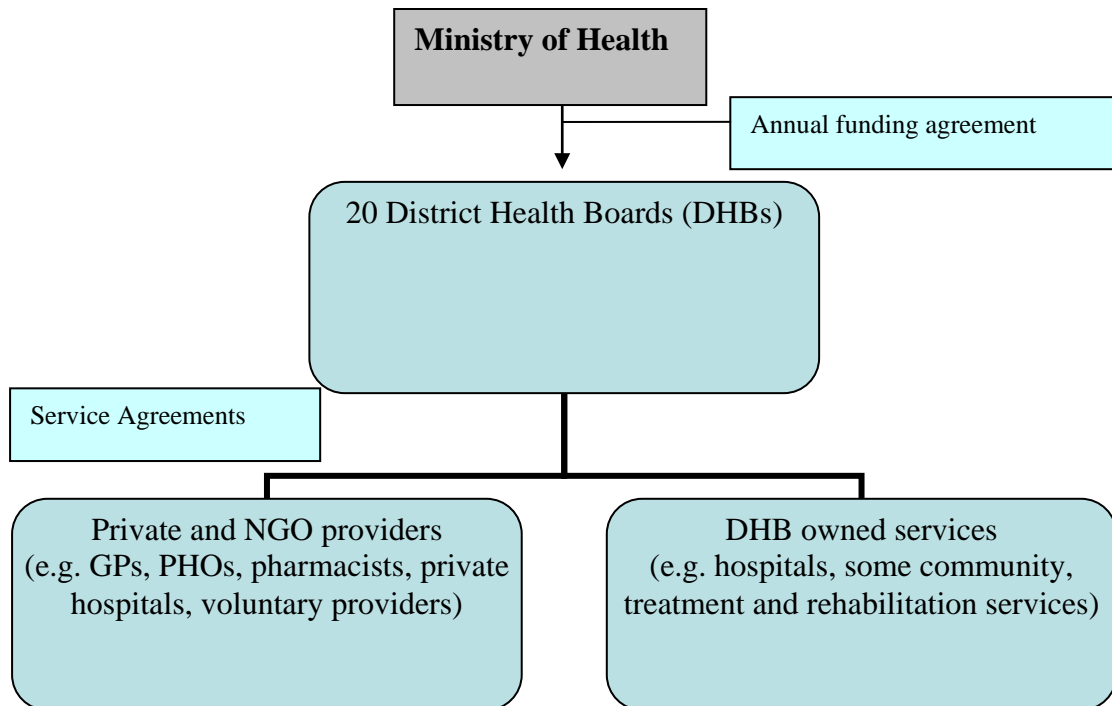 Ministry of Health
Annual funding agreement
20 District Health Boards (DHBs)
Service Agreements
Private and NGO providers
(e.g. GPs, PHOs, pharmacists, private
hospitals, voluntary providers)
DHB owned services
(e.g. hospitals, some community,
treatment and rehabilitation services)